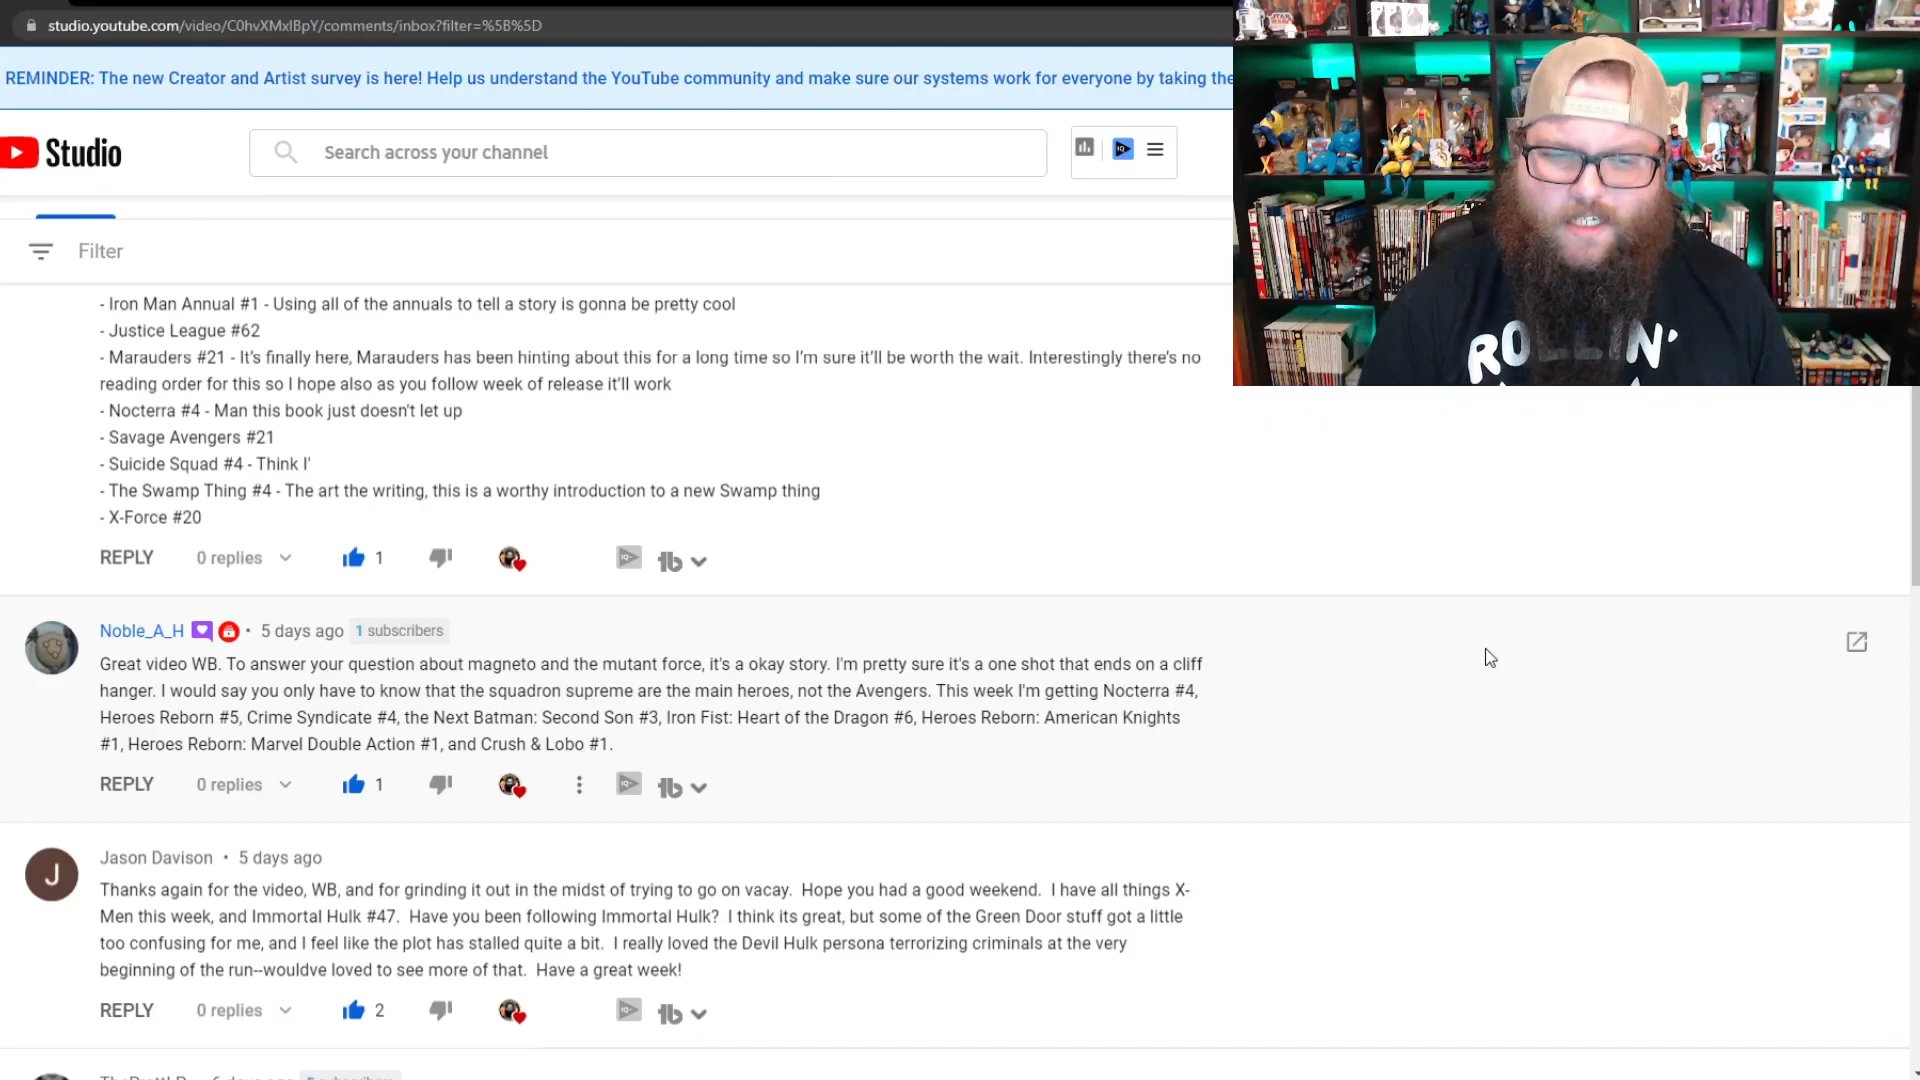 studio.youtube.com/video/C0hvXMxlBpY/comments/inbox?filter=%5B%5D
REMINDER: The new Creator and Artist survey is here! Help us understand the YouTube community and make sure our systems work for everyone by taking the
Studio
Search across your channel
Filter
- Iron Man Annual #1 - Using all of the annuals to tell a story is gonna be pretty cool
- Justice League #62
- Marauders #21 - It's finally here, Marauders has been hinting about this for a long time so I'm sure it'll be worth the wait. Interestingly there's no
reading order for this so I hope also as you follow week of release it'll work
- Nocterra #4 - Man this book just doesn't let up
- Savage Avengers #21
- Suicide Squad #4 - Think I'
- The Swamp Thing #4 - The art the writing, this is a worthy introduction to a new Swamp thing
- X-Force #20
REPLY 0 replies 1
Noble_A_H • 5 days ago 1 subscribers
Great video WB. To answer your question about magneto and the mutant force, it's a okay story. I'm pretty sure it's a one shot that ends on a cliff
hanger. I would say you only have to know that the squadron supreme are the main heroes, not the Avengers. This week I'm getting Nocterra #4,
Heroes Reborn #5, Crime Syndicate #4, the Next Batman: Second Son #3, Iron Fist: Heart of the Dragon #6, Heroes Reborn: American Knights
#1, Heroes Reborn: Marvel Double Action #1, and Crush & Lobo #1.
REPLY 0 replies 1
J
Jason Davison • 5 days ago
Thanks again for the video, WB, and for grinding it out in the midst of trying to go on vacay. Hope you had a good weekend. I have all things X-
Men this week, and Immortal Hulk #47. Have you been following Immortal Hulk? I think its great, but some of the Green Door stuff got a little
too confusing for me, and I feel like the plot has stalled quite a bit. I really loved the Devil Hulk persona terrorizing criminals at the very
beginning of the run--wouldve loved to see more of that. Have a great week!
REPLY 0 replies 2